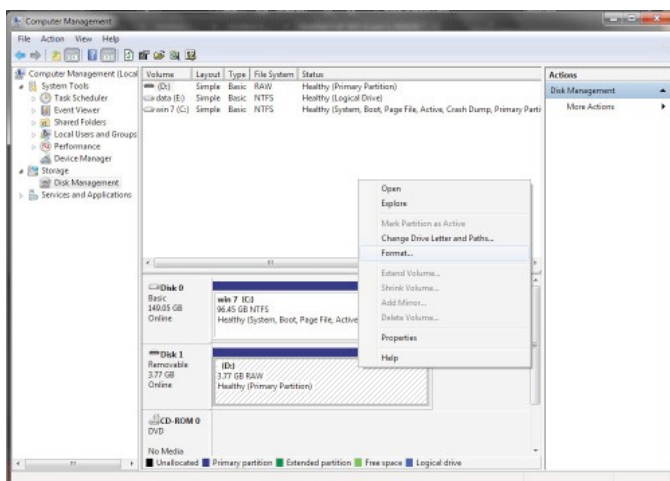 Computer Management
File Action View Help
Computer Management (Local
System Tools
Task Scheduler
Event Viewer
Shared Folders
Local Users and Groups
Performance
Device Manager
Storage
Disk Management
Services and Applications
Volume Layout Type File System Status
(D:) Simple Basic RAW Healthy (Primary Partition)
data (E:) Simple Basic NTFS Healthy (Logical Drive)
win 7 (C:) Simple Basic NTFS Healthy (System, Boot, Page File, Active, Crash Dump, Primary Parti
Actions
Disk Management
More Actions
Open
Explore
Mark Partition as Active
Change Drive Letter and Paths...
Format...
Extend Volume...
Shrink Volume...
Add Mirror...
Delete Volume...
Properties
Help
Disk 0
Basic
149.05 GB
Online
win 7 (C:)
96.45 GB NTFS
Healthy (System, Boot, Page File, Active
Disk 1
Removable
3.77 GB
Online
(D:)
3.77 GB RAW
Healthy (Primary Partition)
CD-ROM 0
DVD
No Media
Unallocated Primary partition Extended partition Free space Logical drive